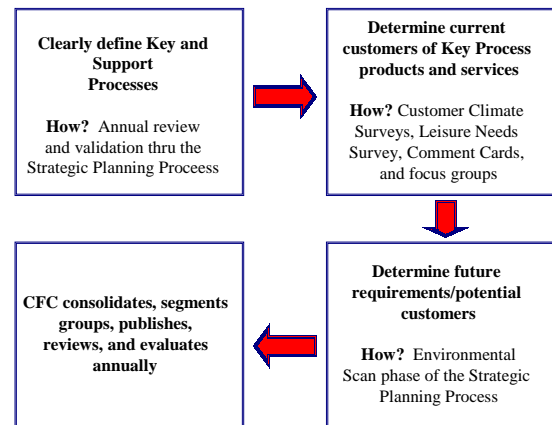 Clearly define Key and
Support
Processes
How? Annual review
and validation thru the
Strategic Planning Proceess
Determine current
customers of Key Process
products and services
How? Customer Climate
Surveys, Leisure Needs
Survey, Comment Cards,
and focus groups
Determine future
requirements/potential
customers
How? Environmental
Scan phase of the Strategic
Planning Process
CFC consolidates, segments
groups, publishes,
reviews, and evaluates
annually